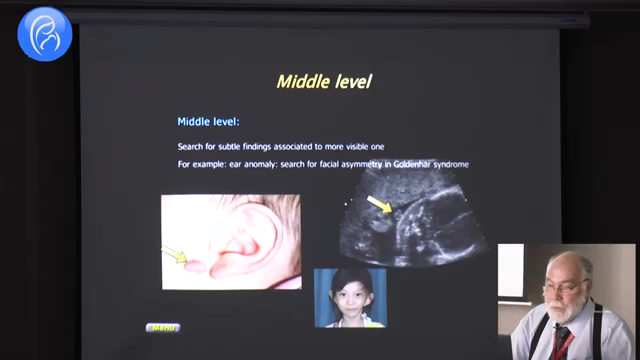 Middle level
Middle level:
Search for subtle findings associated to more visible one
For example: ear anomaly: search for facial asymmetry in Goldenhar syndrome
Menu